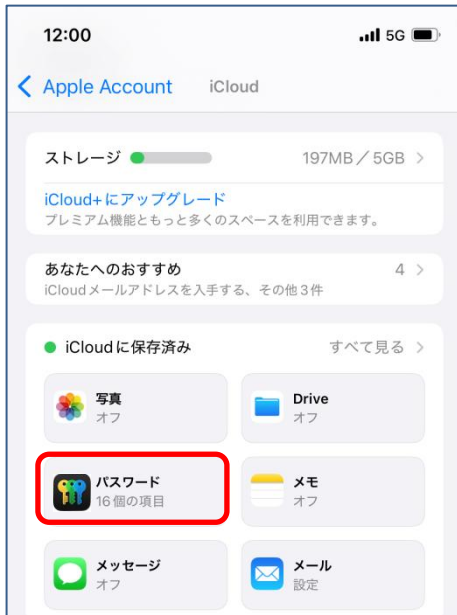 12:00
5G
Apple Account
iCloud
ストレージ
197MB/5GB
iCloud+にアップグレード
プレミアム機能ともっと多くのスペースを利用できます。
あなたへのおすすめ
4
iCloudメールアドレスを入手する、その他3件
iCloudに保存済み
すべて見る
写真
オフ
Drive
オフ
パスワード
16個の項目
メモ
オフ
メッセージ
オフ
メール
設定